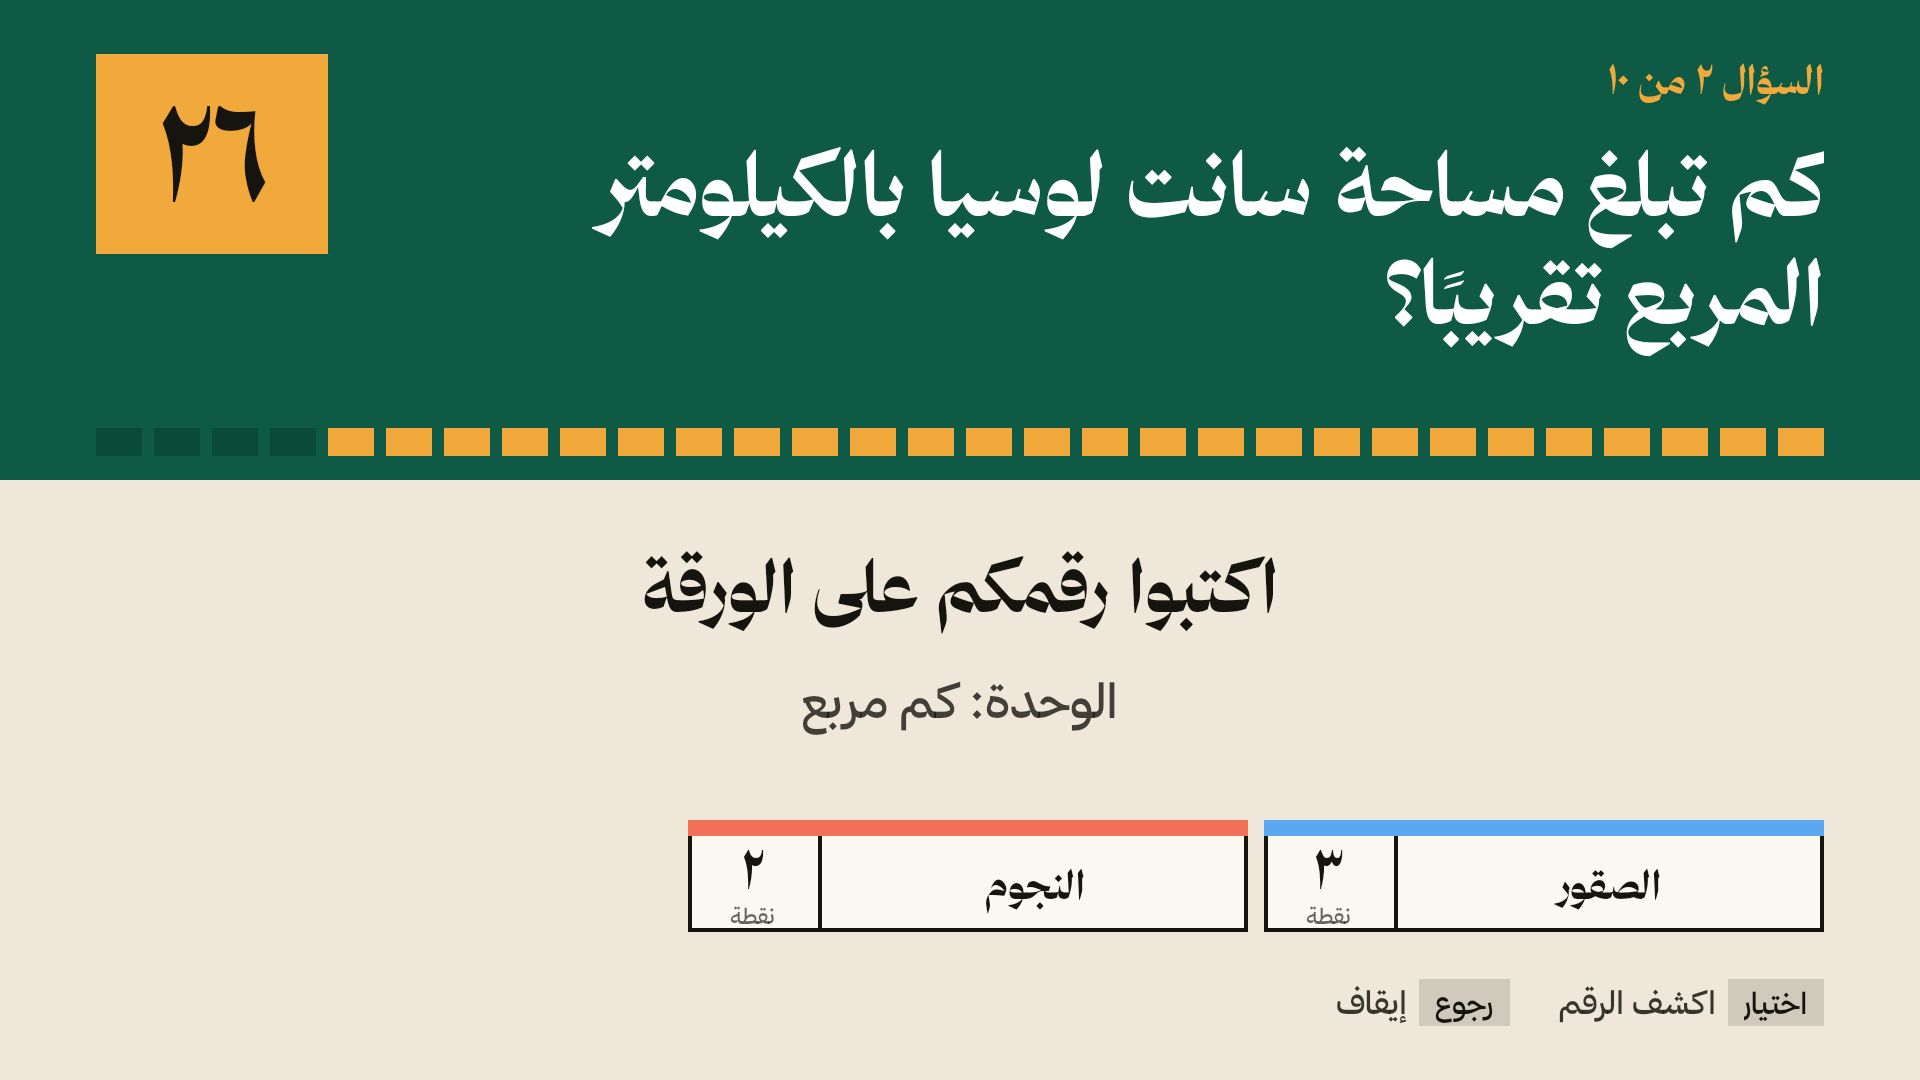 السؤال ٢ من ١٠
٢٦
كم تبلغ مساحة سانت لوسيا بالكيلومتر
المربع تقريبًا؟
اكتبوا رقمكم على الورقة
الوحدة: كم مربع
الصقور
٣
نقطة
النجوم
٢
نقطة
اختيار اكشف الرقم
رجوع إيقاف